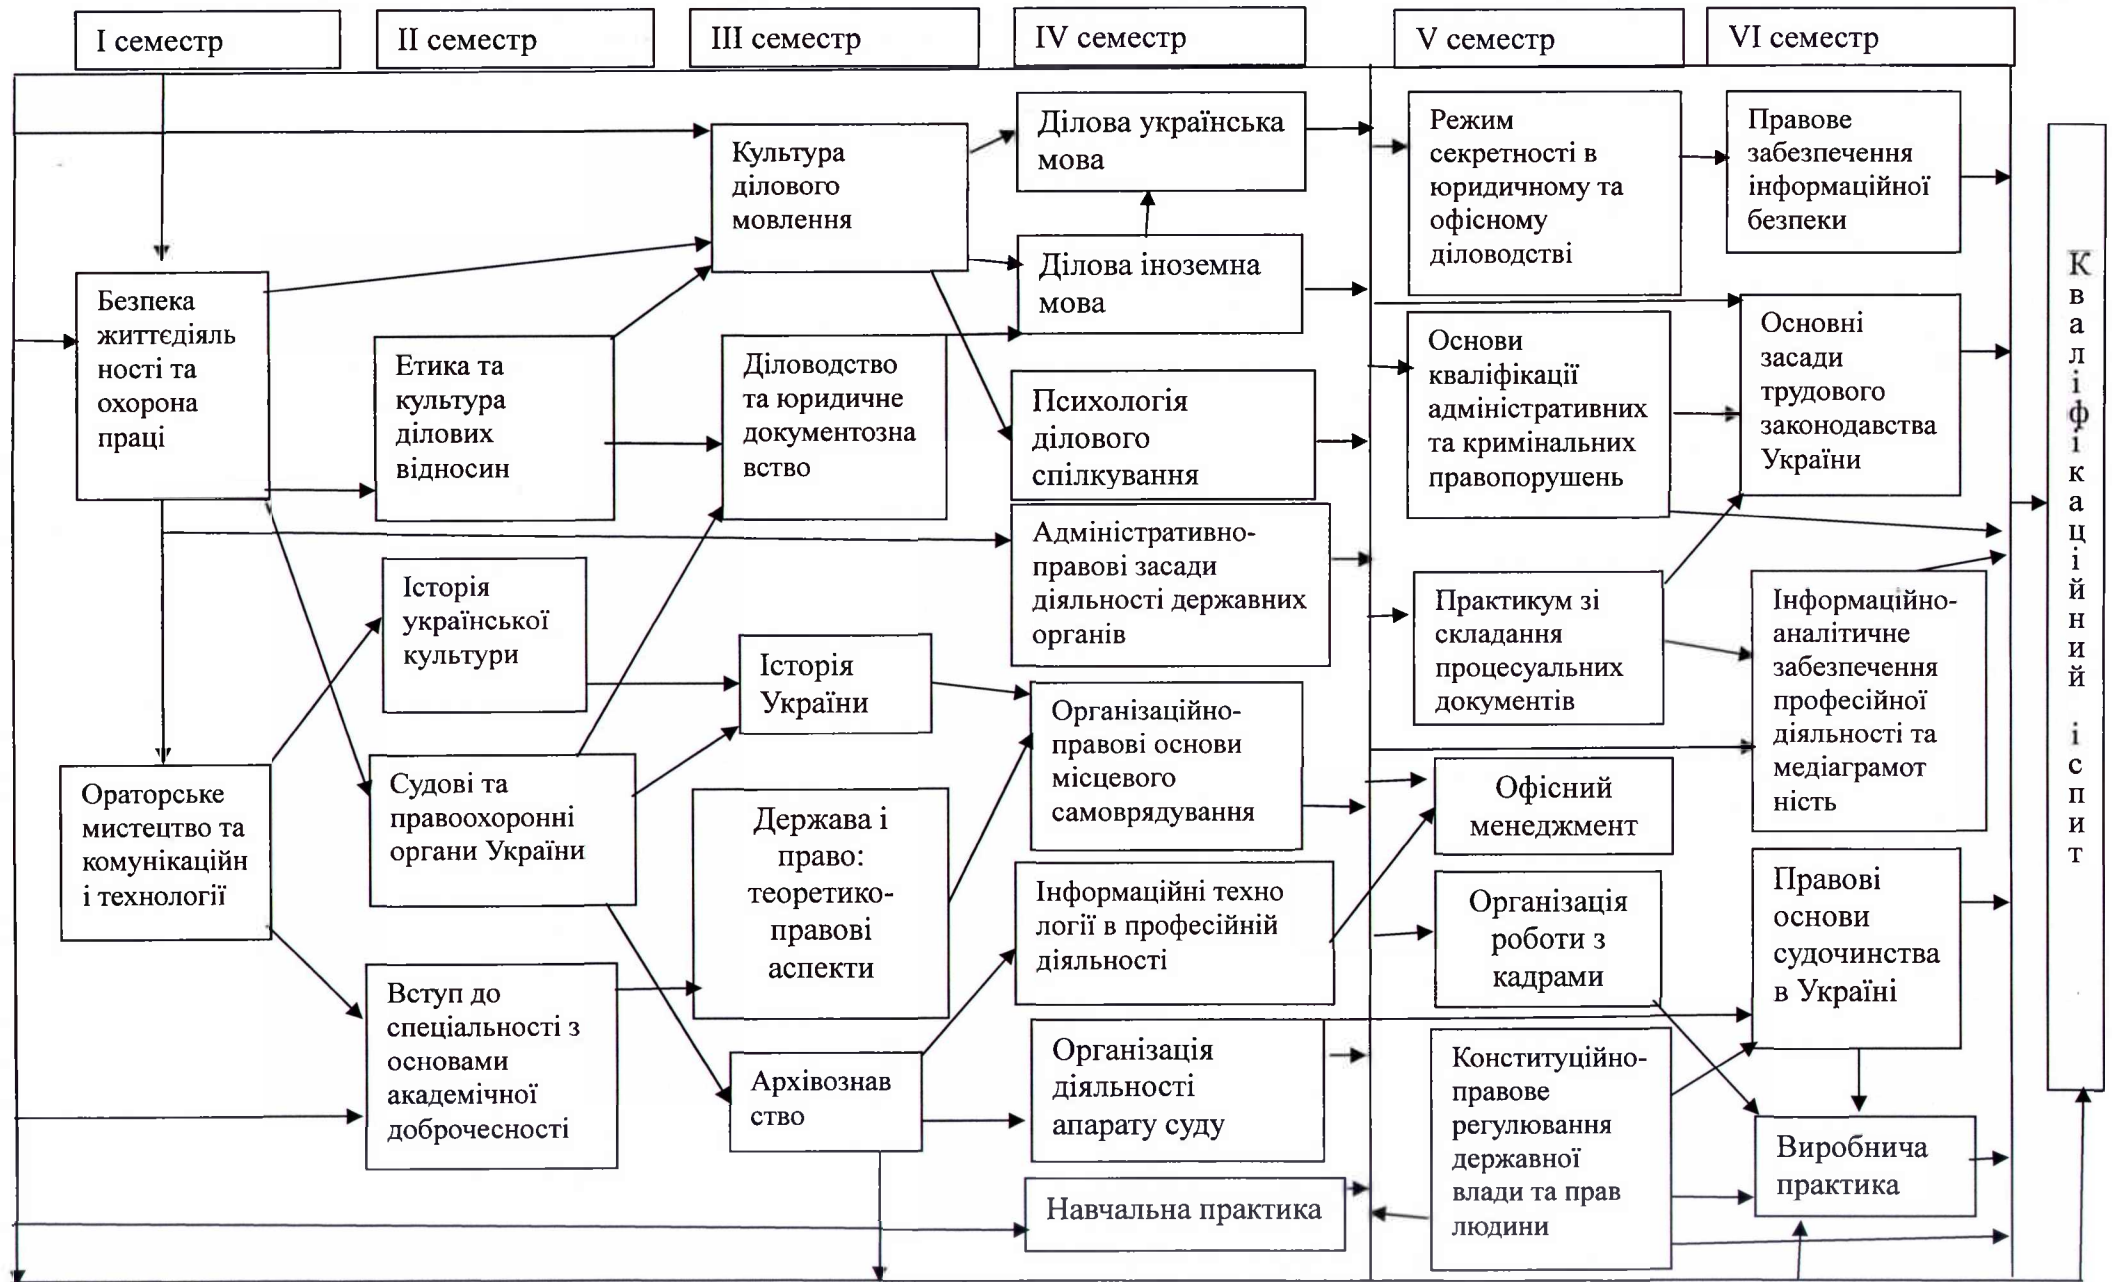 І семестр
ІІ семестр
ІІІ семестр
IV семестр
V семестр
VI семестр
Безпека
життєдіяль
ності та
охорона
праці
Ораторське
мистецтво та
комунікаційн
і технології
Етика та
культура
ділових
відносин
Історія
української
культури
Судові та
правоохоронні
органи України
Вступ до
спеціальності з
основами
академічної
доброчесності
Культура
ділового
мовлення
Діловодство
та юридичне
документозна
вство
Історія
України
Держава і
право:
теоретико-
правові
аспекти
Архівознав
ство
Ділова українська
мова
Ділова іноземна
мова
Психологія
ділового
спілкування
Адміністративно-
правові засади
діяльності державних
органів
Організаційно-
правові основи
місцевого
самоврядування
Інформаційні техно
логії в професійній
діяльності
Організація
діяльності
апарату суду
Навчальна практика
Режим
секретності в
юридичному та
офісному
діловодстві
Основи
кваліфікації
адміністративних
та кримінальних
правопорушень
Практикум зі
складання
процесуальних
документів
Офісний
менеджмент
Організація
роботи з
кадрами
Конституційно-
правове
регулювання
державної
влади та прав
людини
Правове
забезпечення
інформаційної
безпеки
Основні
засади
трудового
законодавства
України
Інформаційно-
аналітичне
забезпечення
професійної
діяльності та
медіаграмот
ність
Правові
основи
судочинства
в Україні
Виробнича
практика
Кваліфікаційний іспит